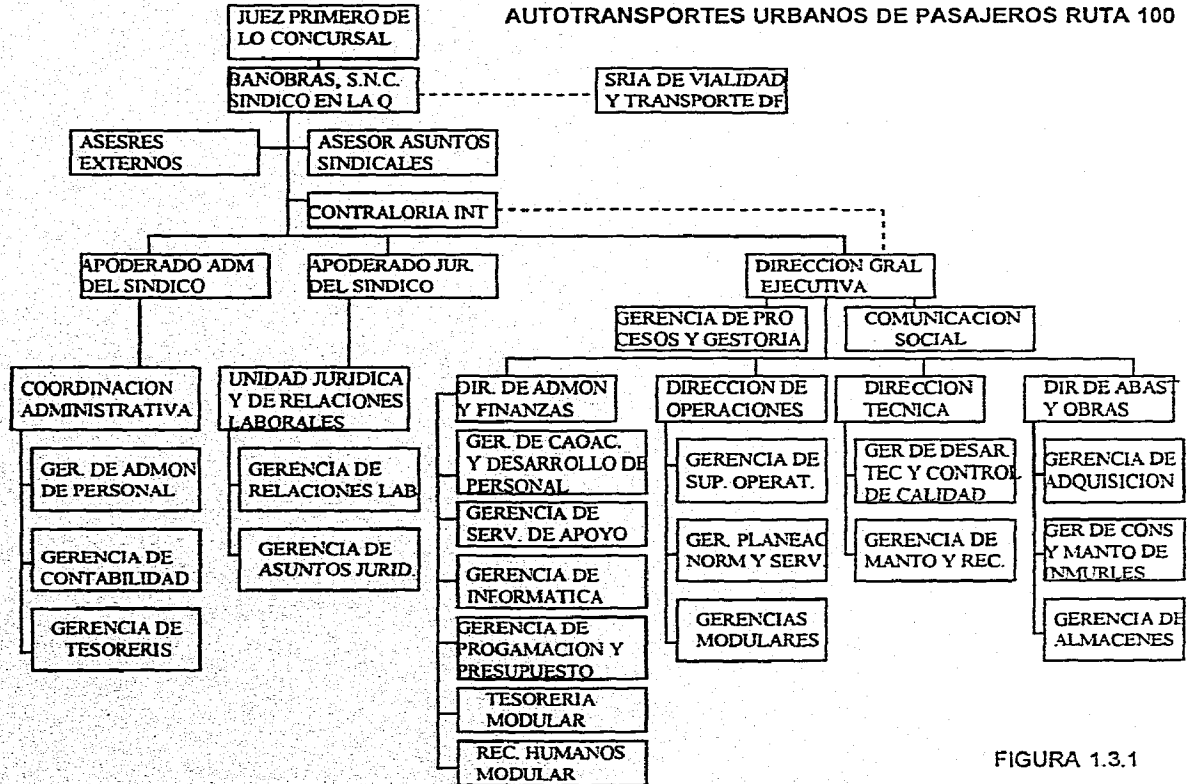 AUTOTRANSPORTES URBANOS DE PASAJEROS RUTA 100
JUEZ PRIMERO DE
LO CONCURSAL
BANOBRAS, S.N.C.
SINDICO EN LA Q
SRIA DE VIALIDAD
Y TRANSPORTE DF
ASESRES
EXTERNOS
ASESOR ASUNTOS
SINDICALES
CONTRALORIA INT
APODERADO ADM
DEL SINDICO
APODERADO JUR.
DEL SINDICO
DIRECCION GRAL
EJECUTIVA
GERENCIA DE PRO
CESOS Y GESTORIA
COMUNICACION
SOCIAL
COORDINACION
ADMINISTRATIVA
GER. DE ADMON
DE PERSONAL
GERENCIA DE
CONTABILIDAD
GERENCIA DE
TESORERIS
UNIDAD JURIDICA
Y DE RELACIONES
LABORALES
GERENCIA DE
RELACIONES LAB
GERENCIA DE
ASUNTOS JURID.
DIR. DE ADMON
Y FINANZAS
GER. DE CAOAC.
Y DESARROLLO DE
PERSONAL
GERENCIA DE
SERV. DE APOYO
GERENCIA DE
INFORMATICA
GERENCIA DE
PROGAMACION Y
PRESUPUESTO
TESORERIA
MODULAR
REC. HUMANOS
MODULAR
DIRECCION DE
OPERACIONES
GERENCIA DE
SUP. OPERAT.
GER. PLANEAC
NORM Y SERV.
GERENCIAS
MODULARES
DIRECCION
TECNICA
GER DE DESAR
TEC Y CONTROL
DE CALIDAD
GERENCIA DE
MANTO Y REC.
DIR DE ABAST
Y OBRAS
GERENCIA DE
ADQUISICION
GER DE CONS
Y MANTO DE
INMURLES
GERENCIA DE
ALMACENES
FIGURA 1.3.1